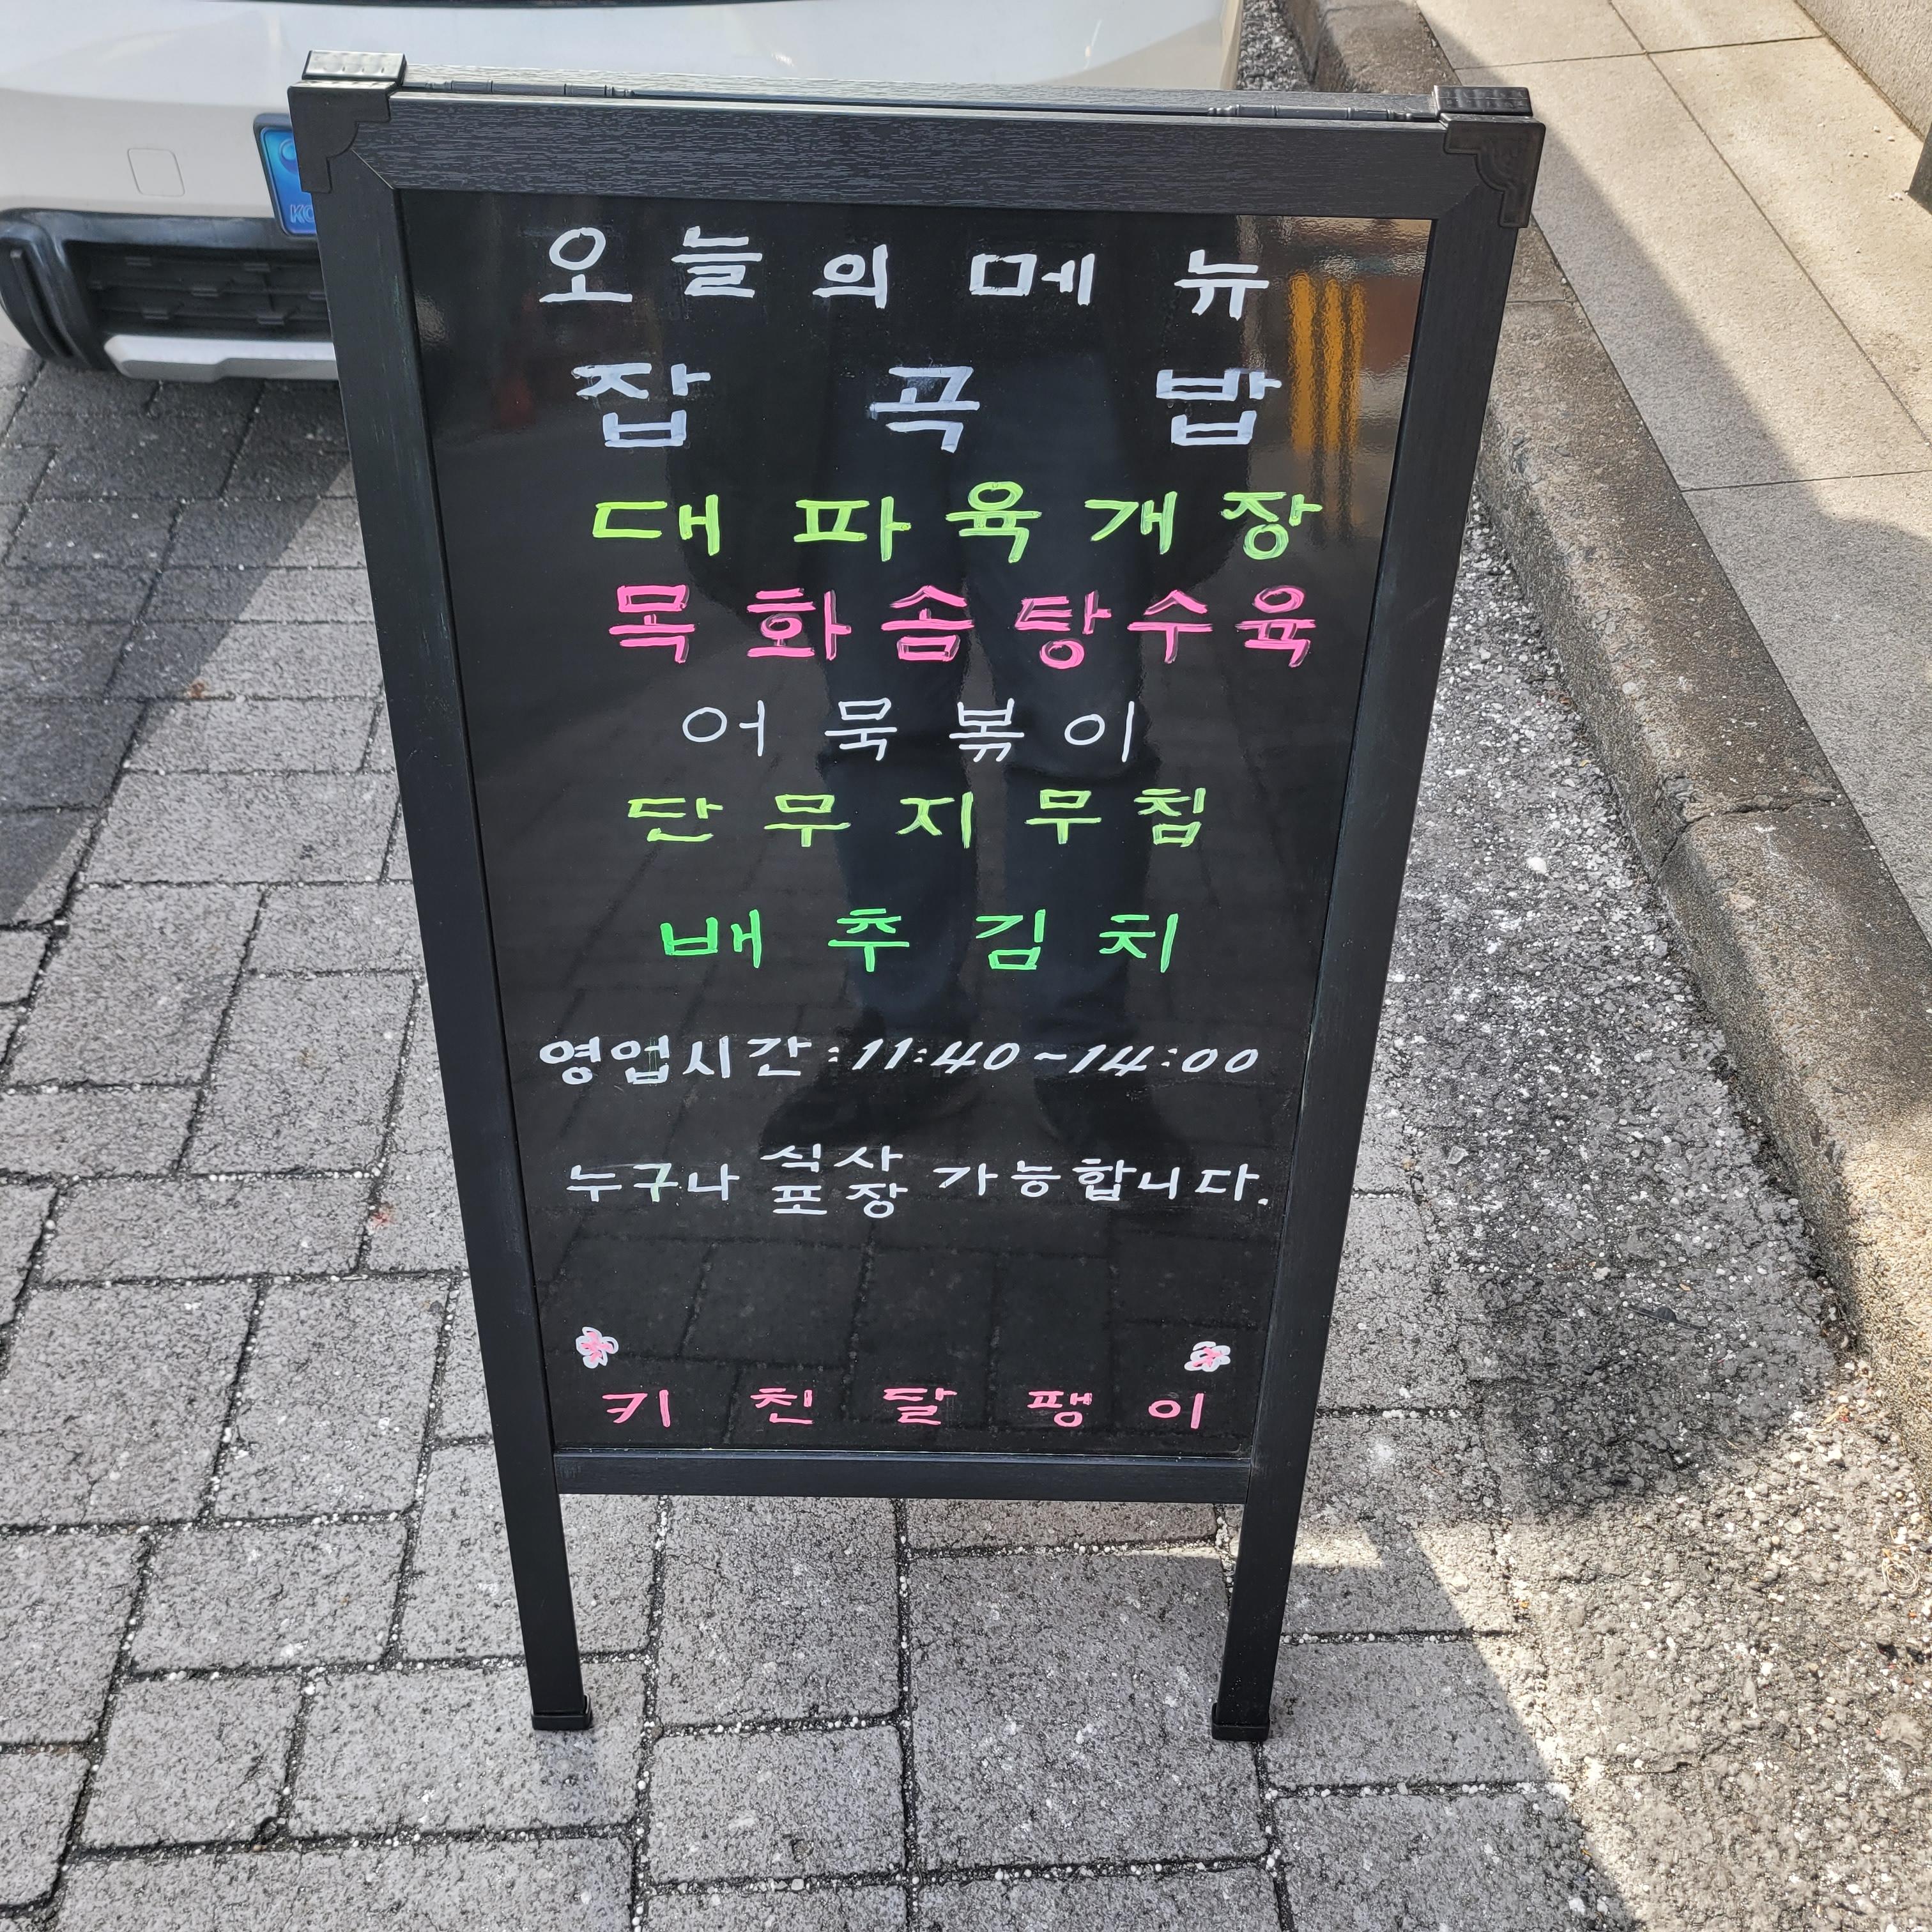 오늘의 메뉴
잡곡밥
대파육개장
목화솜탕수육
어묵볶이
단무지무침
배추김치
영업시간:11:40~14:00
누구나 식사 포장 가능합니다.
키친달팽이